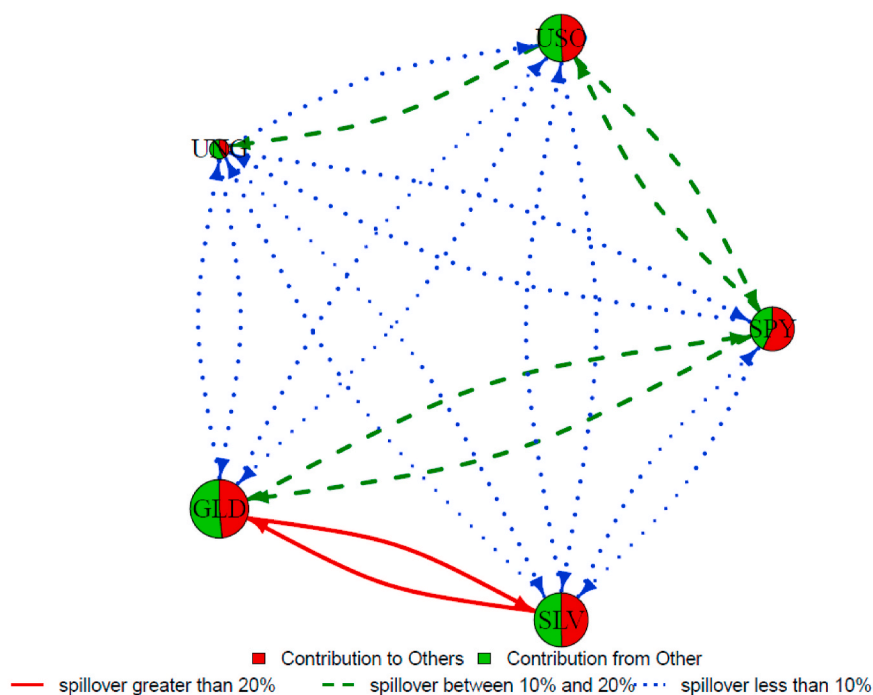 USO
UNG
SPY
GLD
SLV
Contribution to Others Contribution from Other
spillover greater than 20% spillover between 10% and 20% spillover less than 10%